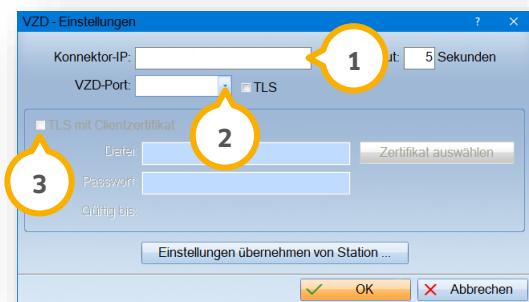 VZD - Einstellungen ? ×
Konnektor-IP: 1 ut: 5 Sekunden
VZD-Port: TLS
2
TLS mit Clientzertifikat
Datei: Zertifikat auswählen
3 Passwort:
Gültig bis:
Einstellungen übernehmen von Station ...
OK Abbrechen